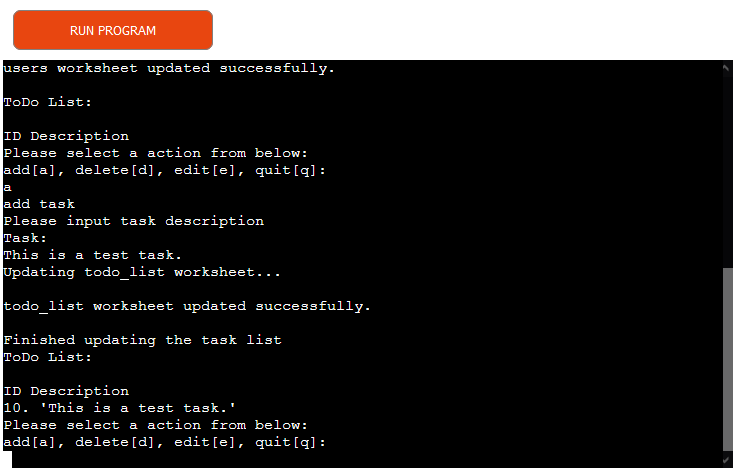 RUN PROGRAM
users worksheet updated successfully.
ToDo List:
ID Description
Please select a action from below:
add[a], delete[d], edit[e], quit[q]:
a
add task
Please input task description
Task:
This is a test task.
Updating todo_list worksheet...
todo_list worksheet updated successfully.
Finished updating the task list
ToDo List:
ID Description
10. 'This is a test task.'
Please select a action from below:
add[a], delete[d], edit[e], quit[q]: